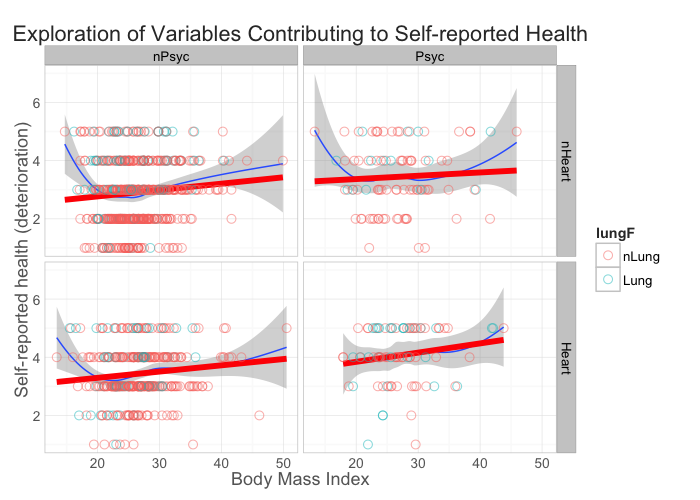 Exploration of Variables Contributing to Self-reported Health
nPsyc
Psyc
6
4
2
nHeart
6
4
2
Heart
Self-reported health (deterioration)
20
30
40
50
20
30
40
50
Body Mass Index
lungF
nLung
Lung